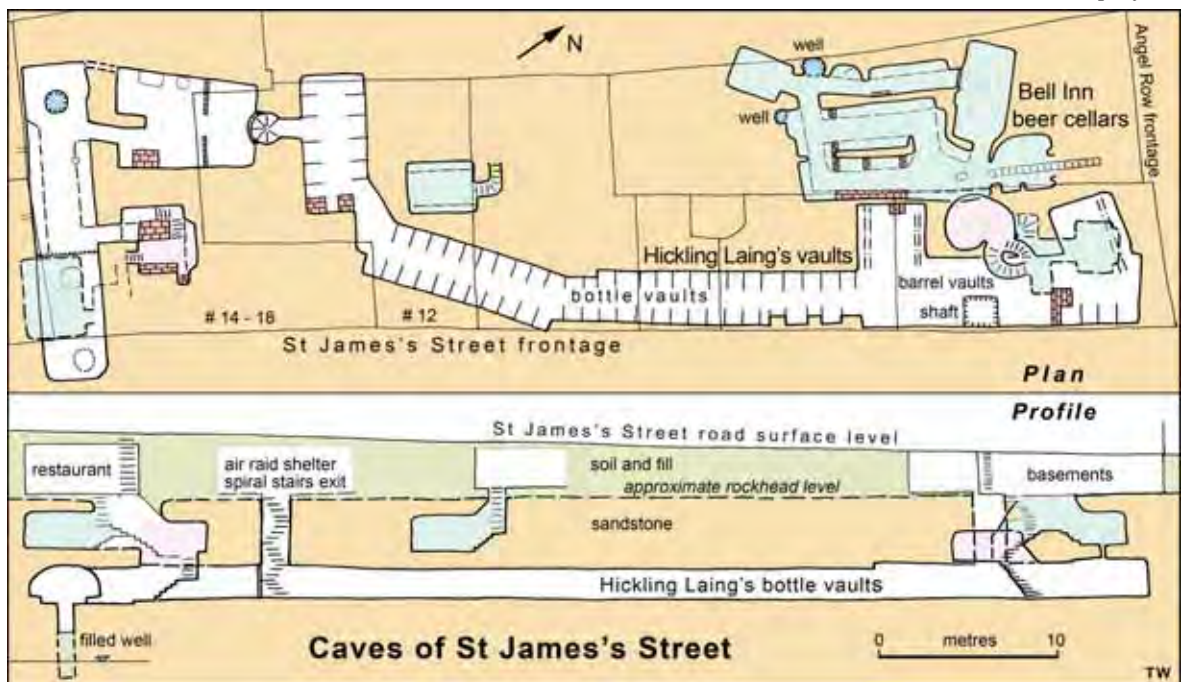 N
well
well
Bell Inn
beer cellars
Angel Row frontage
Hickling Laing's vaults
bottle vaults
barrel vaults
shaft
# 14 - 16
# 12
St James's Street frontage
Plan
Profile
St James's Street road surface level
restaurant
air raid shelter
spiral stairs exit
soil and fill
approximate rockhead level
basements
sandstone
Hickling Laing's bottle vaults
filled well
Caves of St James's Street
0 metres 10
TW